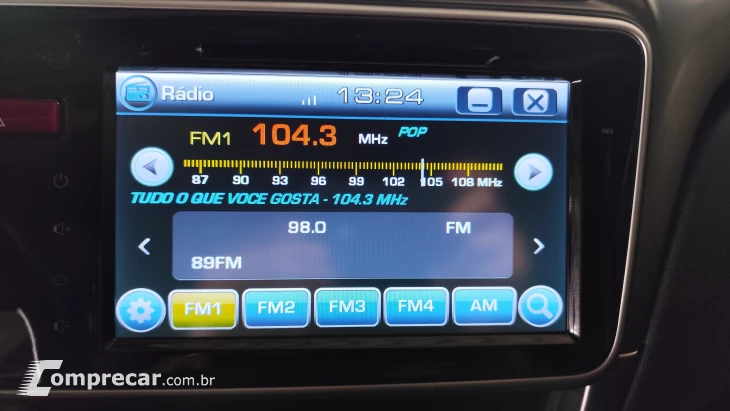 Rádio 13:24
FM1 104.3 MHz POP
87 90 93 96 99 102 105 108 MHz
TUDO O QUE VOCE GOSTA - 104.3 MHz
98.0 FM
89FM
FM1 FM2 FM3 FM4 AM
Comprecar.com.br